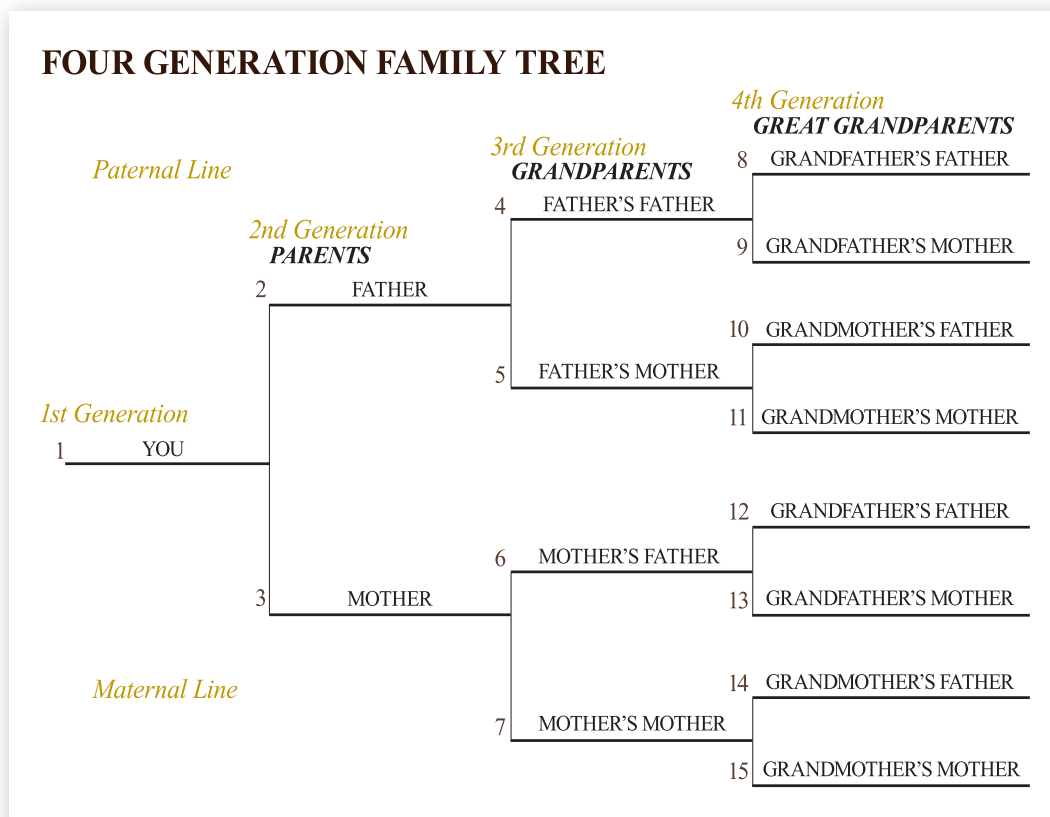 FOUR GENERATION FAMILY TREE
4th Generation
GREAT GRANDPARENTS
3rd Generation
GRANDPARENTS
Paternal Line
2nd Generation
PARENTS
8 GRANDFATHER’S FATHER
4 FATHER’S FATHER
9 GRANDFATHER’S MOTHER
2 FATHER
10 GRANDMOTHER’S FATHER
5 FATHER’S MOTHER
11 GRANDMOTHER’S MOTHER
1st Generation
1 YOU
12 GRANDFATHER’S FATHER
6 MOTHER’S FATHER
13 GRANDFATHER’S MOTHER
3 MOTHER
14 GRANDMOTHER’S FATHER
Maternal Line
7 MOTHER’S MOTHER
15 GRANDMOTHER’S MOTHER